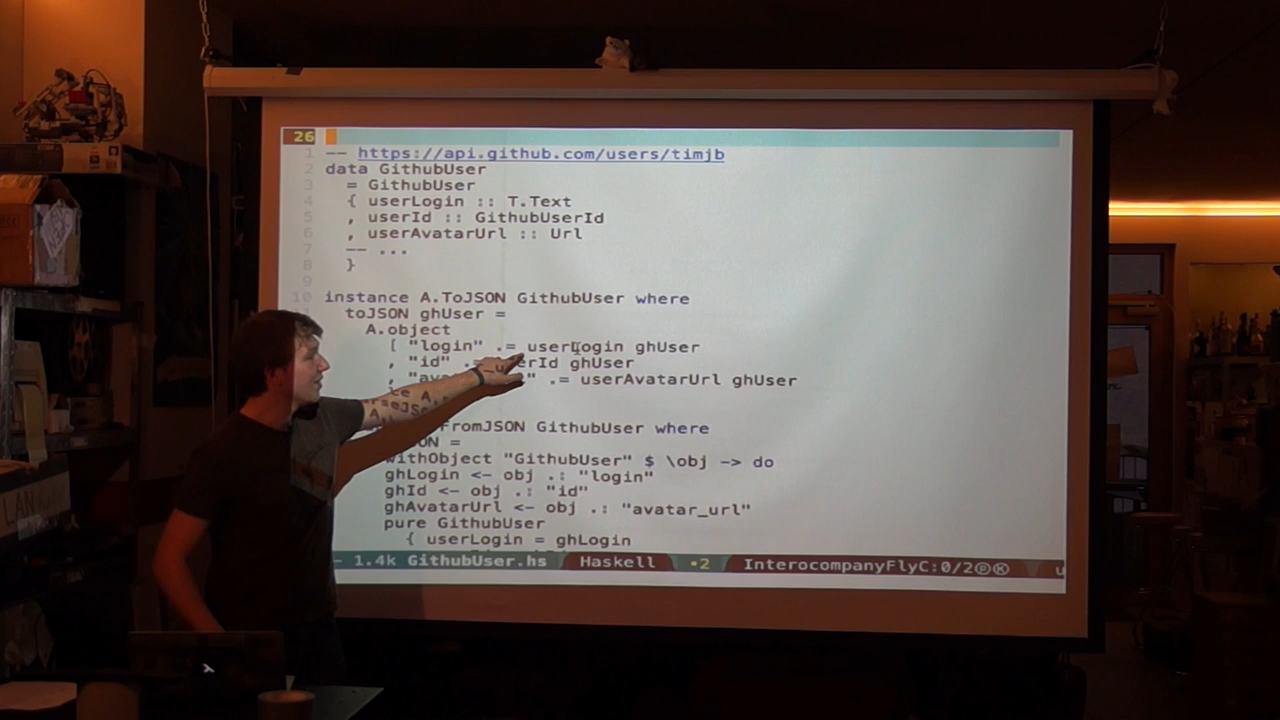 26
1 -- https://api.github.com/users/timjb
2 data GithubUser
3 = GithubUser
4 { userLogin :: T.Text
5 , userId :: GithubUserId
6 , userAvatarUrl :: Url
7 -- ...
8 }
9
10 instance A.ToJSON GithubUser where
toJSON ghUser =
A.object
[ "login" .= userLogin ghUser
, "id" .= userId ghUser
, .= userAvatarUrl ghUser
FromJSON GithubUser where
=
withObject "GithubUser" $ \obj -> do
ghLogin <- obj .: "login"
ghId <- obj .: "id"
ghAvatarUrl <- obj .: "avatar_url"
pure GithubUser
{ userLogin = ghLogin
- 1.4k GithubUser.hs Haskell •2 InterocompanyFlyC:0/2ⓟⓀ u
LAN